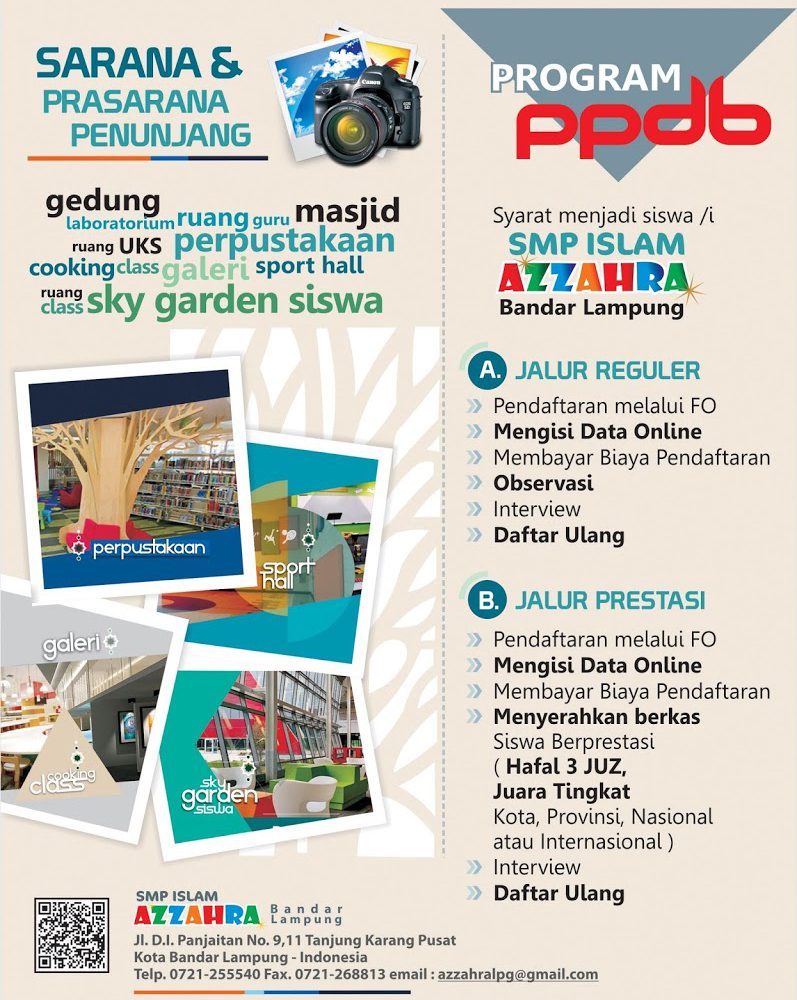 SARANA &
PRASARANA
PENUNJANG
Canon
gedung
laboratorium ruang guru masjid
ruang UKS perpustakaan
cooking class galeri sport hall
ruang class sky garden siswa
perpustakaan
sport
hall
galeri
cooking
class
sky
garden
siswa
PROGRAM
ppdb
Syarat menjadi siswa /i
SMP ISLAM
AZZAHRA
Bandar Lampung
A. JALUR REGULER
Pendaftaran melalui FO
Mengisi Data Online
Membayar Biaya Pendaftaran
Observasi
Interview
Daftar Ulang
B. JALUR PRESTASI
Pendaftaran melalui FO
Mengisi Data Online
Membayar Biaya Pendaftaran
Menyerahkan berkas
Siswa Berprestasi
( Hafal 3 JUZ,
Juara Tingkat
Kota, Provinsi, Nasional
atau Internasional )
Interview
Daftar Ulang
SMP ISLAM
AZZAHRA Bandar Lampung
Jl. D.I. Panjaitan No. 9,11 Tanjung Karang Pusat
Kota Bandar Lampung - Indonesia
Telp. 0721-255540 Fax. 0721-268813 email : azzahralpg@gmail.com